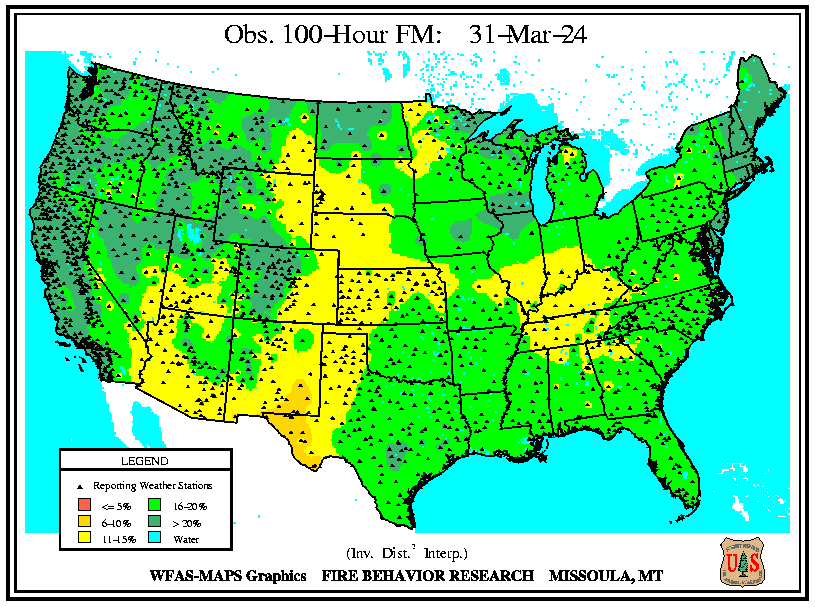 Obs. 100-Hour FM: 31-Mar-24
LEGEND
Reporting Weather Stations
<= 5%
16-20%
6-10%
> 20%
11-15%
Water
(Inv. Dist.² Interp.)
WFAS-MAPS Graphics FIRE BEHAVIOR RESEARCH MISSOULA, MT
U S